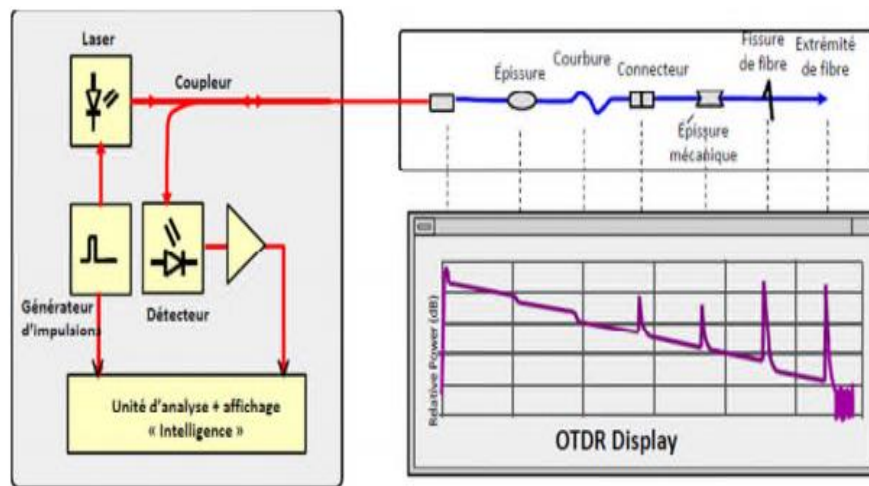 Laser
Coupleur
Générateur
d'impulsions
Détecteur
Unité d'analyse + affichage
« Intelligence »
Épissure
Courbure
Connecteur
Épissure
mécanique
Fissure
de fibre
Extrémité
de fibre
Relative Power (dB)
OTDR Display